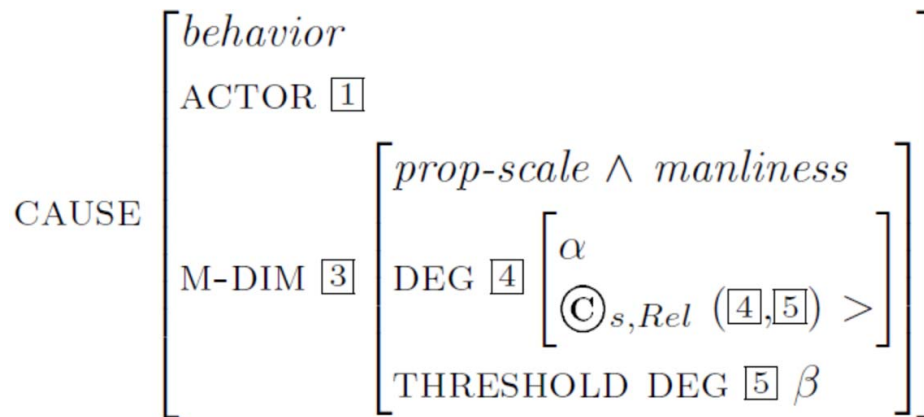 behavior
ACTOR 1
prop-scale ∧ manliness
α
CAUSE
M-DIM 3 DEG 4
Ⓒs,Rel (4,5) >
THRESHOLD DEG 5 β